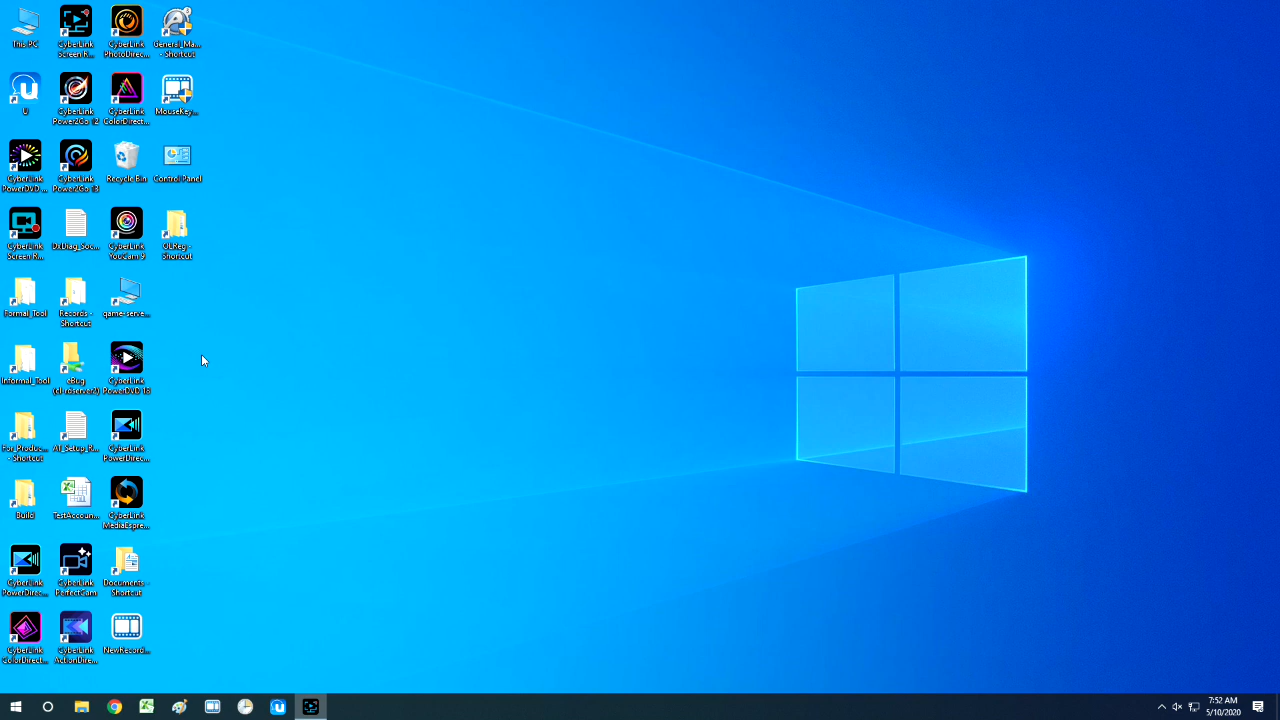 This PC
CyberLink
Screen R...
CyberLink
PhotoDirec...
General_Ma...
- Shortcut
U
CyberLink
Power2Go 12
CyberLink
ColorDirect...
MouseKey...
CyberLink
PowerDVD ...
CyberLink
Power2Go 13
Recycle Bin
Control Panel
CyberLink
Screen R...
DxDiag_Soc...
CyberLink
YouCam 9
OLReg -
Shortcut
Formal_Tool
Records -
Shortcut
game-serve...
Informal_Tool
eBug
CyberLink
PowerDVD 18
For_Produc...
- Shortcut
AT_Setup_R...
CyberLink
PowerDirec...
Build
TestAccoun...
CyberLink
MediaEspre...
CyberLink
PowerDirec...
CyberLink
PerfectCam
Documents -
Shortcut
CyberLink
ColorDirect...
CyberLink
ActionDire...
NewRecord...
7:52 AM
5/10/2020